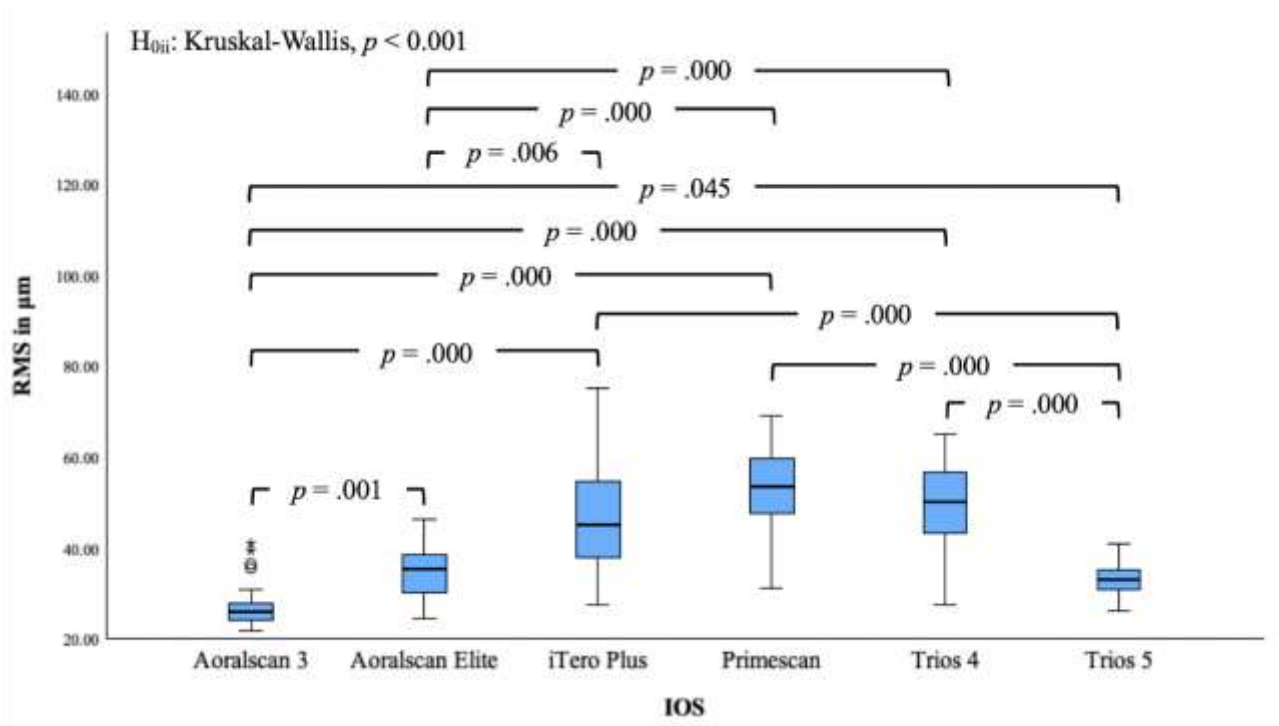 H0ii: Kruskal-Wallis, p < 0.001
p = .000
140.00
p = .000
p = .006
120.00
p = .045
p = .000
100.00
p = .000
p = .000
p = .000
80.00
p = .000
p = .000
60.00
p = .001
40.00
20.00
RMS in μm
Aoralscan 3 Aoralscan Elite iTero Plus Primescan Trios 4 Trios 5
IOS